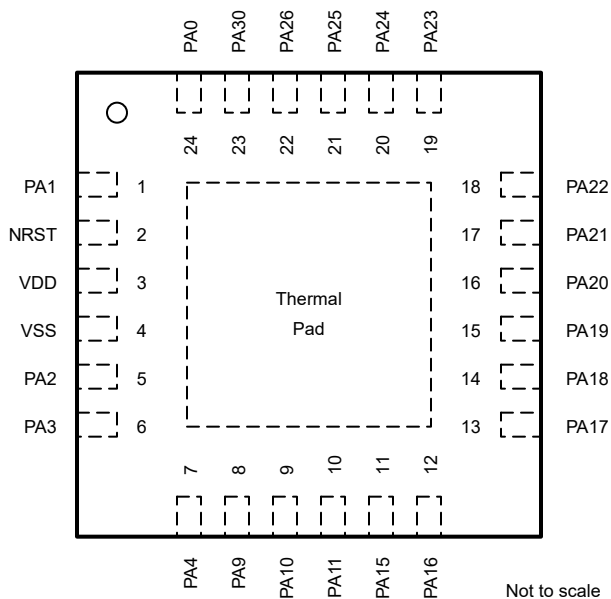 PA0 PA30 PA26 PA25 PA24 PA23
24 23 22 21 20 19
PA1 1 18 PA22
NRST 2 17 PA21
VDD 3 16 PA20
VSS 4 15 PA19
PA2 5 14 PA18
PA3 6 13 PA17
Thermal
Pad
7 8 9 10 11 12
PA4 PA9 PA10 PA11 PA15 PA16
Not to scale